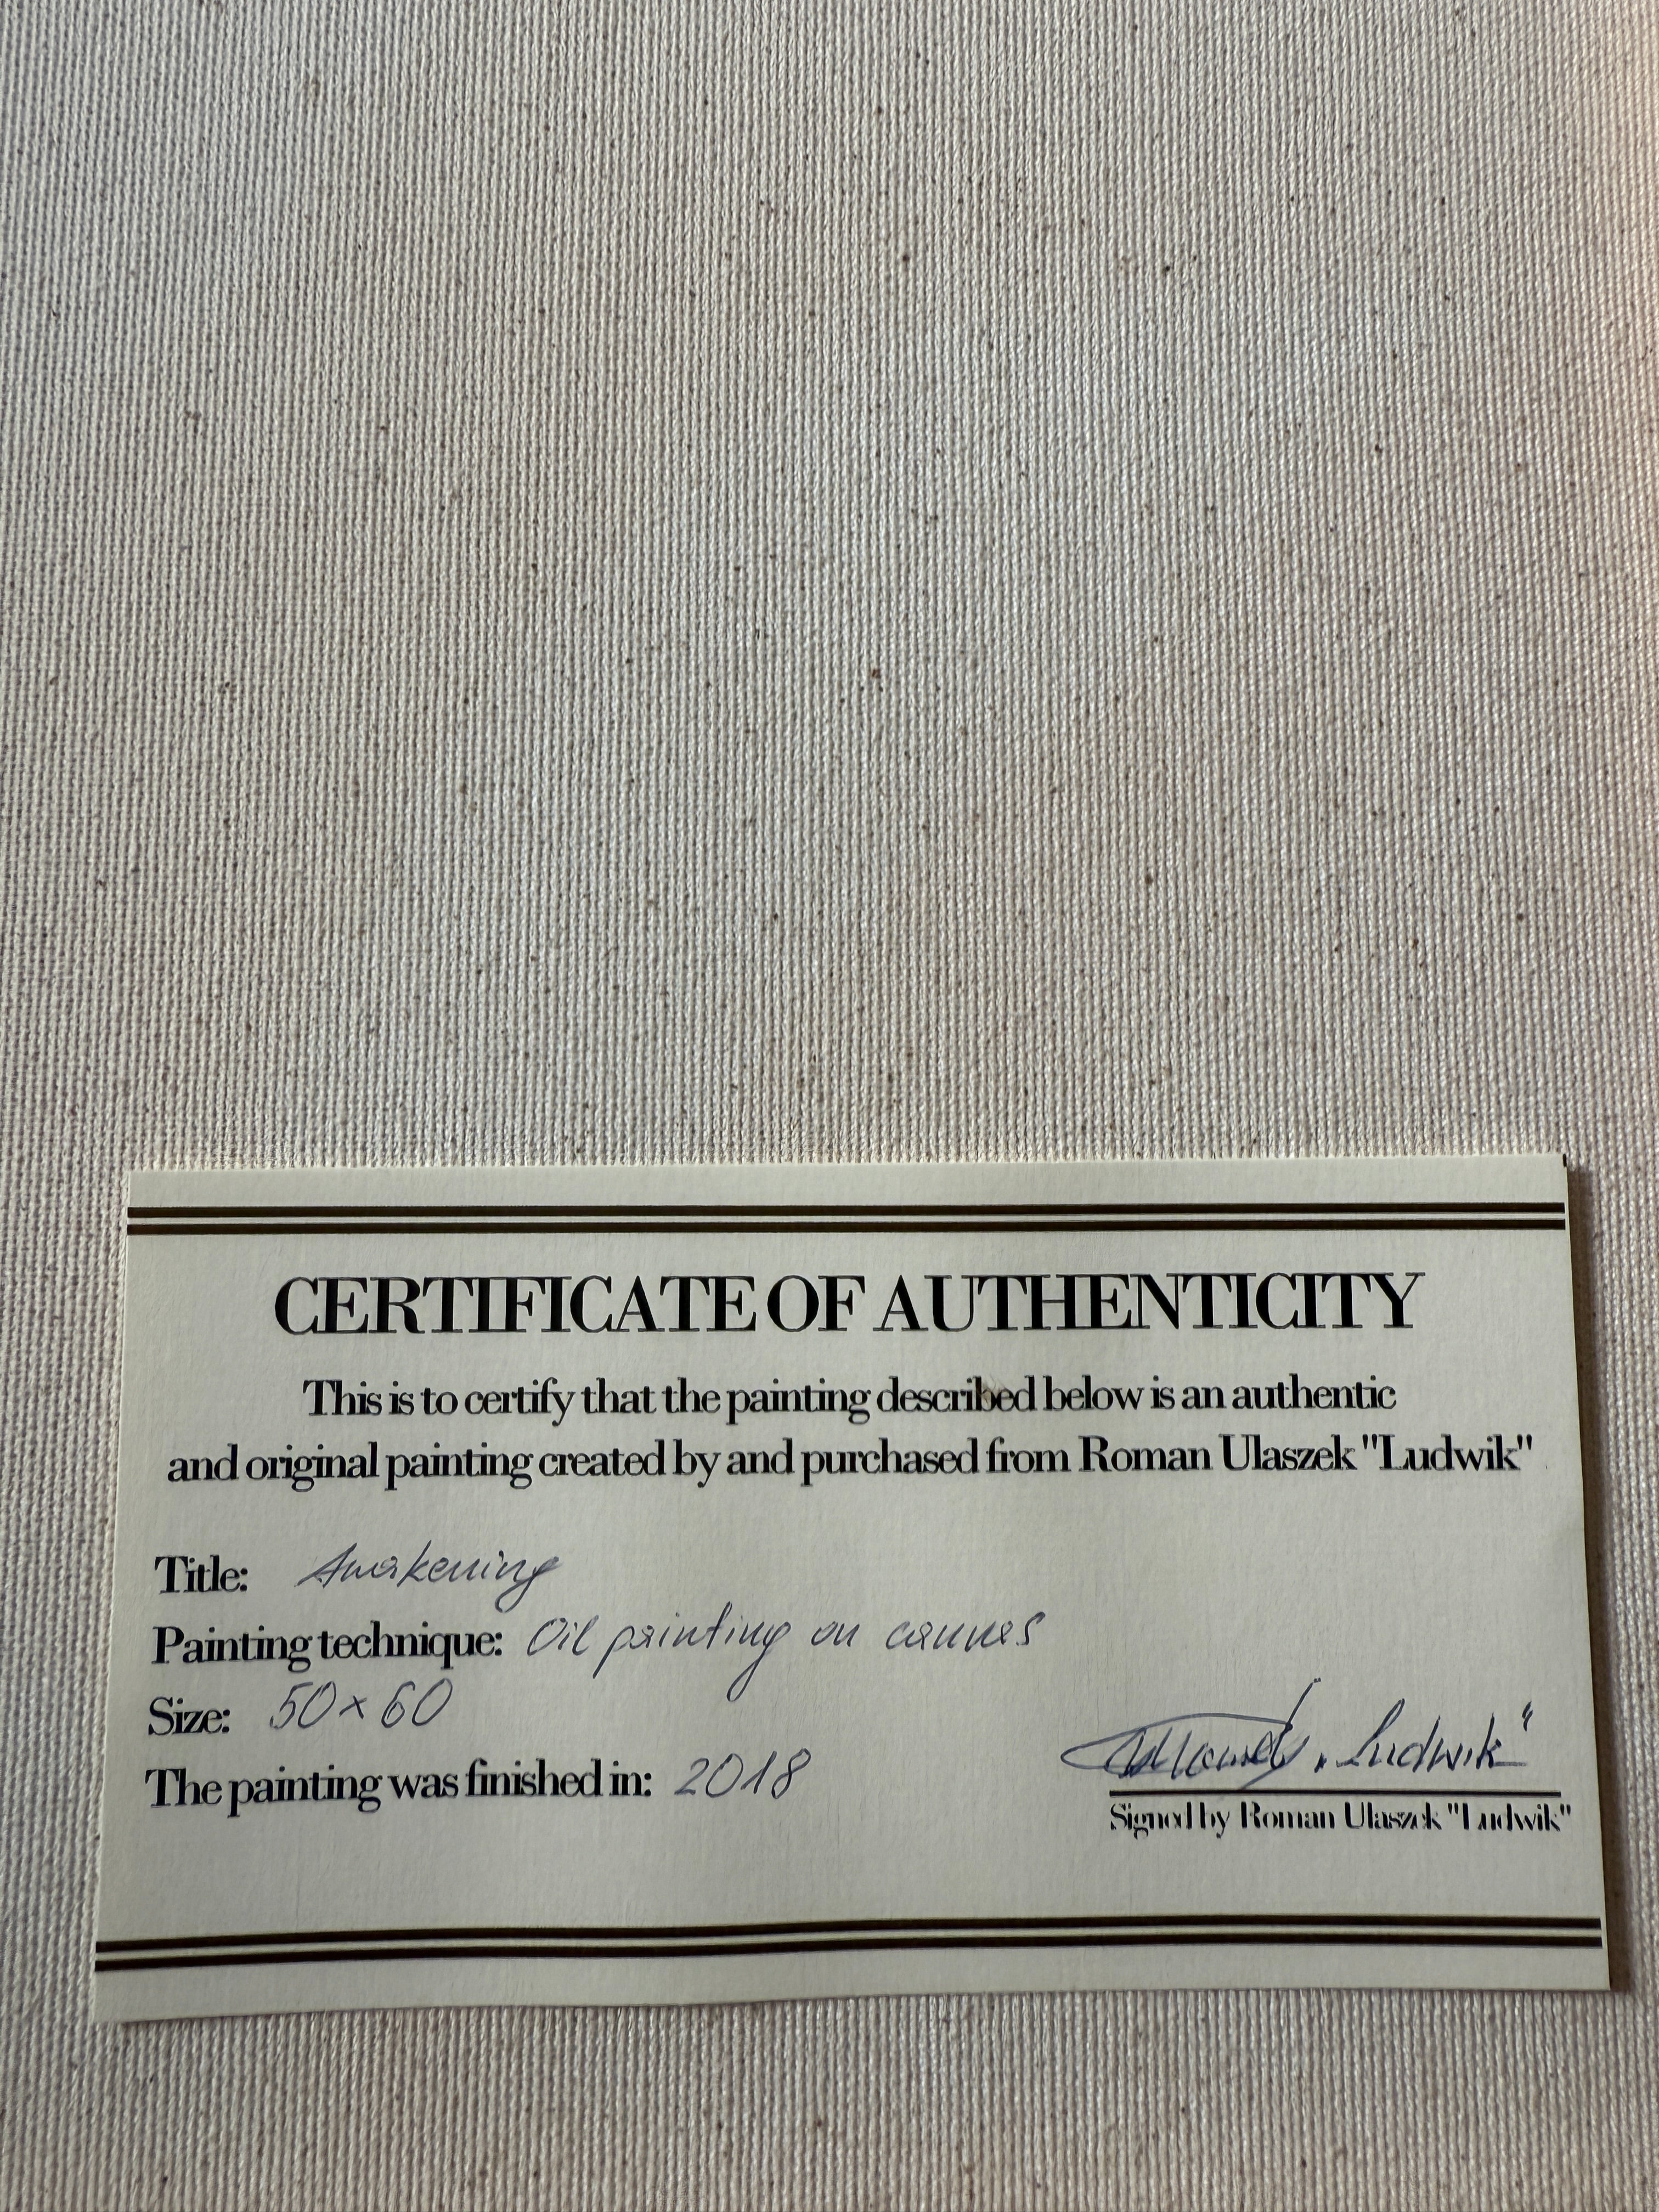 CERTIFICATE OF AUTHENTICITY
This is to certify that the painting described below is an authentic
and original painting created by and purchased from Roman Ulaszek "Ludwik"
Title: Awakening
Painting technique: Oil painting on canvas
Size: 50 x 60
The painting was finished in: 2018
„Ludwik"
Signed by Roman Ulaszek "Ludwik"